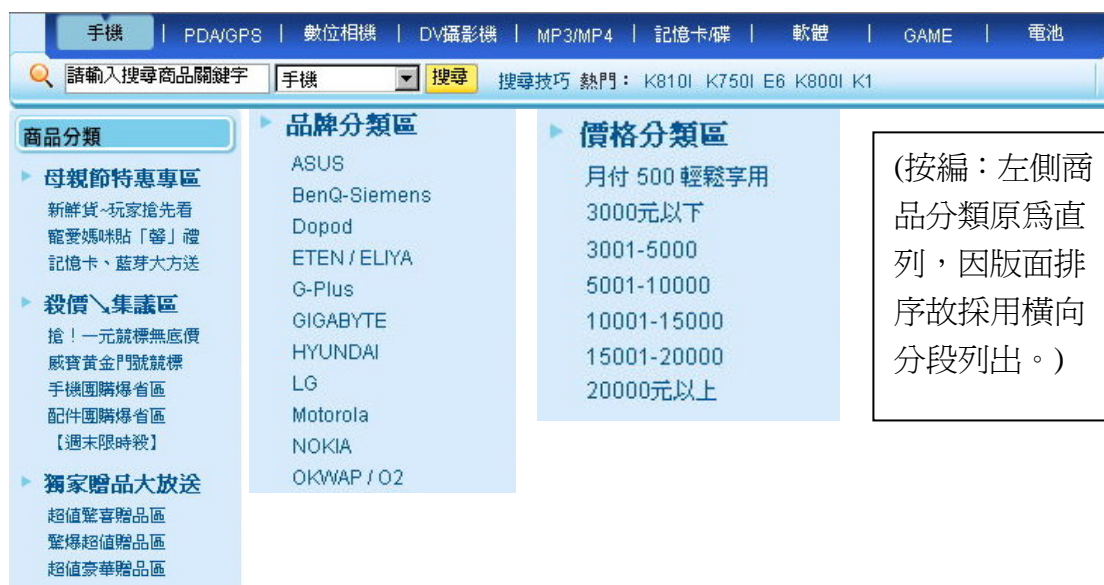 手機 | PDA/GPS | 數位相機 | DV攝影機 | MP3/MP4 | 記憶卡/碟 | 軟體 | GAME | 電池
請輸入搜尋商品關鍵字 手機 搜尋 搜尋技巧 熱門： K810I K750I E6 K800I K1
商品分類
母親節特惠專區
新鮮貨~玩家搶先看
寵愛媽咪貼「馨」禮
記憶卡、藍芽大方送
殺價↘集議區
搶！一元競標無底價
威寶黃金門號競標
手機團購爆省區
配件團購爆省區
【週末限時殺】
獨家贈品大放送
超值驚喜贈品區
驚爆超值贈品區
超值豪華贈品區
品牌分類區
ASUS
BenQ-Siemens
Dopod
ETEN / ELIYA
G-Plus
GIGABYTE
HYUNDAI
LG
Motorola
NOKIA
OKWAP / O2
價格分類區
月付 500 輕鬆享用
3000元以下
3001-5000
5001-10000
10001-15000
15001-20000
20000元以上
(按編：左側商
品分類原為直
列，因版面排
序故採用橫向
分段列出。)